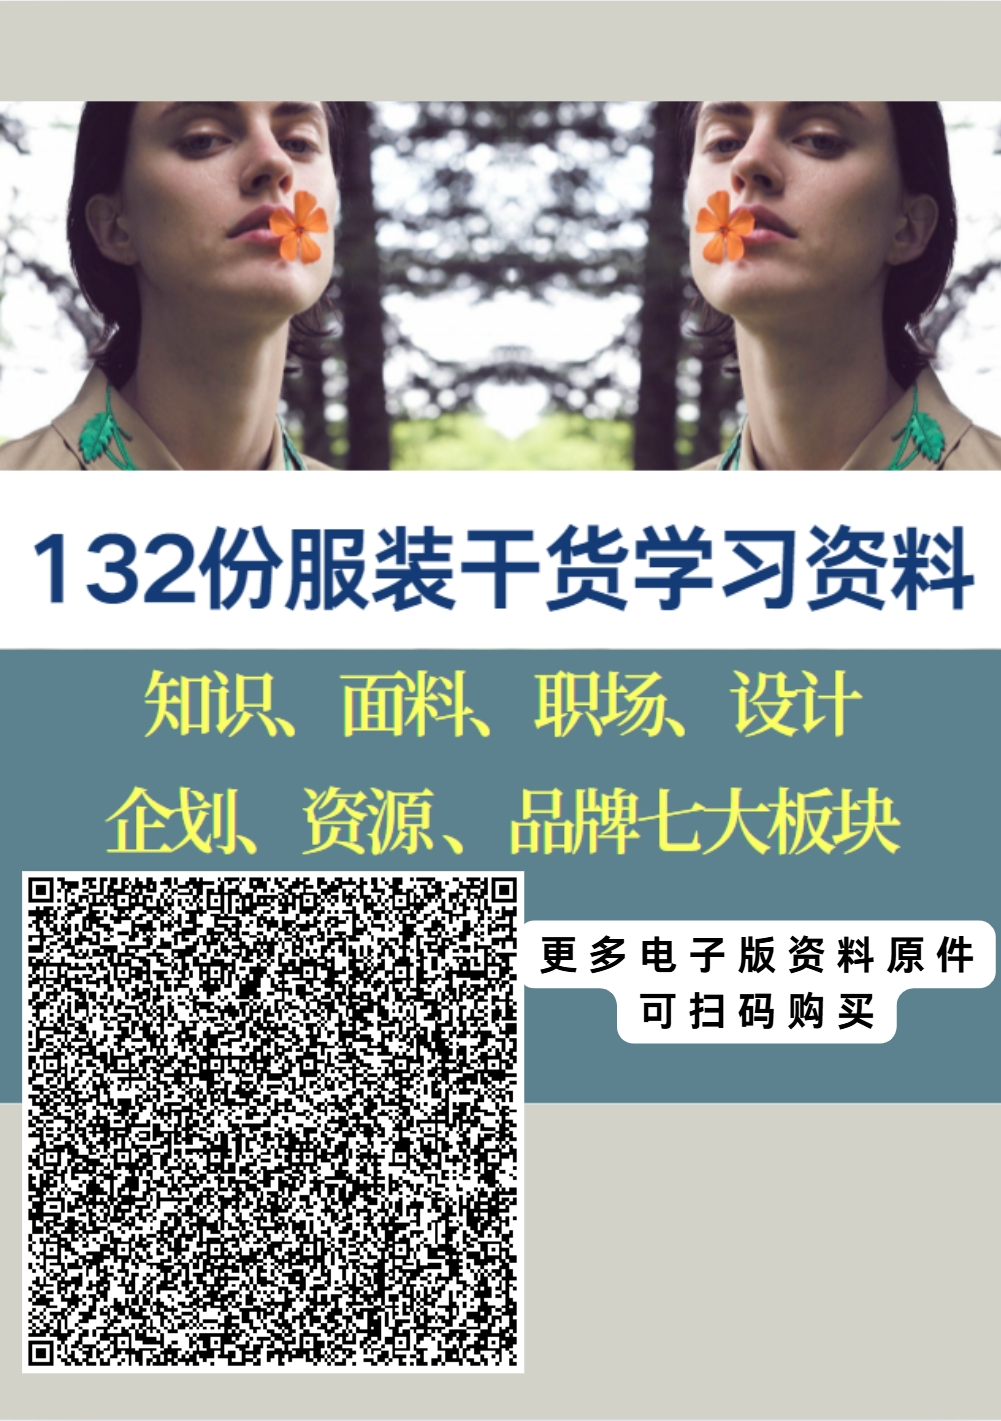 132份服装干货学习资料
知识、面料、职场、设计
企划、资源、品牌七大板块
更多电子版资料原件
可扫码购买